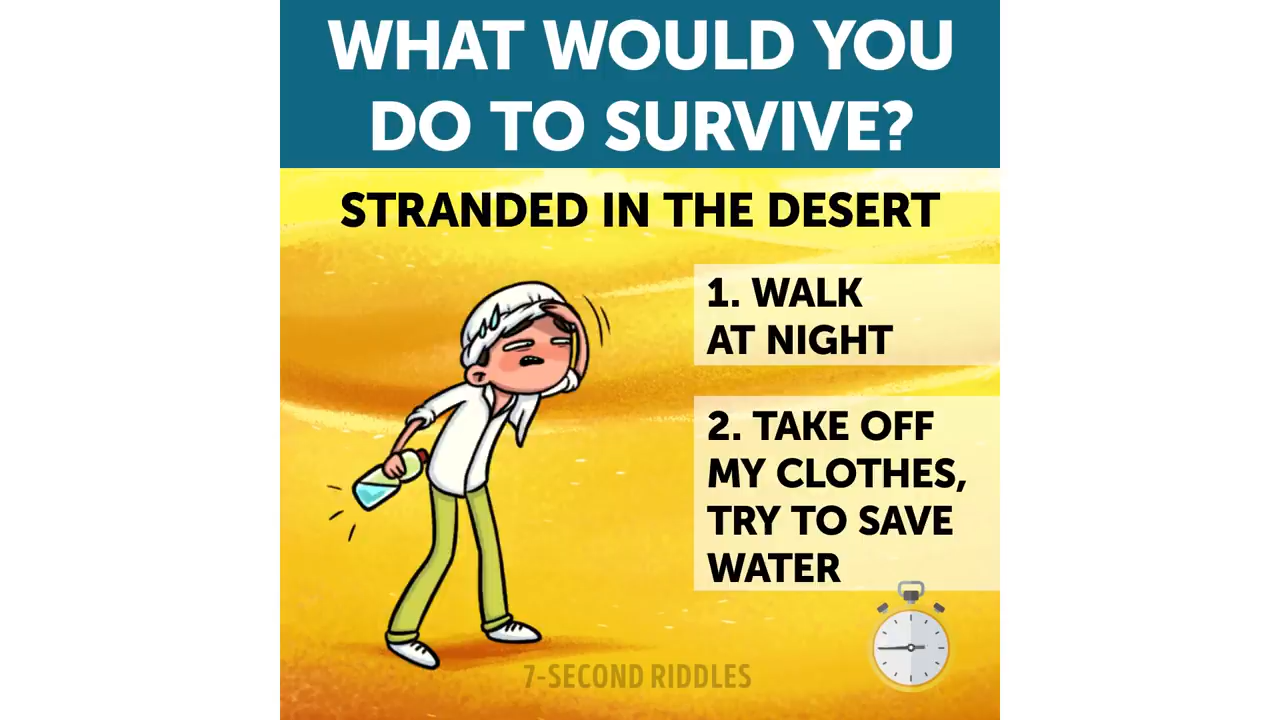 WHAT WOULD YOU
DO TO SURVIVE?
STRANDED IN THE DESERT
1. WALK
AT NIGHT
2. TAKE OFF
MY CLOTHES,
TRY TO SAVE
WATER
7-SECOND RIDDLES